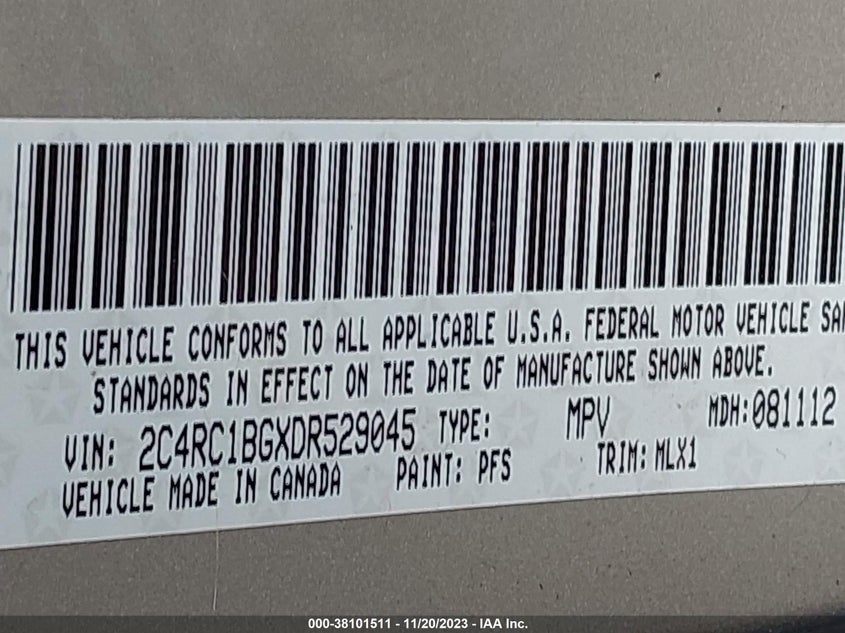 THIS VEHICLE CONFORMS TO ALL APPLICABLE U.S.A. FEDERAL MOTOR VEHICLE
STANDARDS IN EFFECT ON THE DATE OF MANUFACTURE SHOWN ABOVE.
VIN: 2C4RC1BGXDR529045 TYPE: MPV MDH:081112
VEHICLE MADE IN CANADA PAINT: PFS TRIM: MLX1
000-38101511 - 11/20/2023 - IAA Inc.